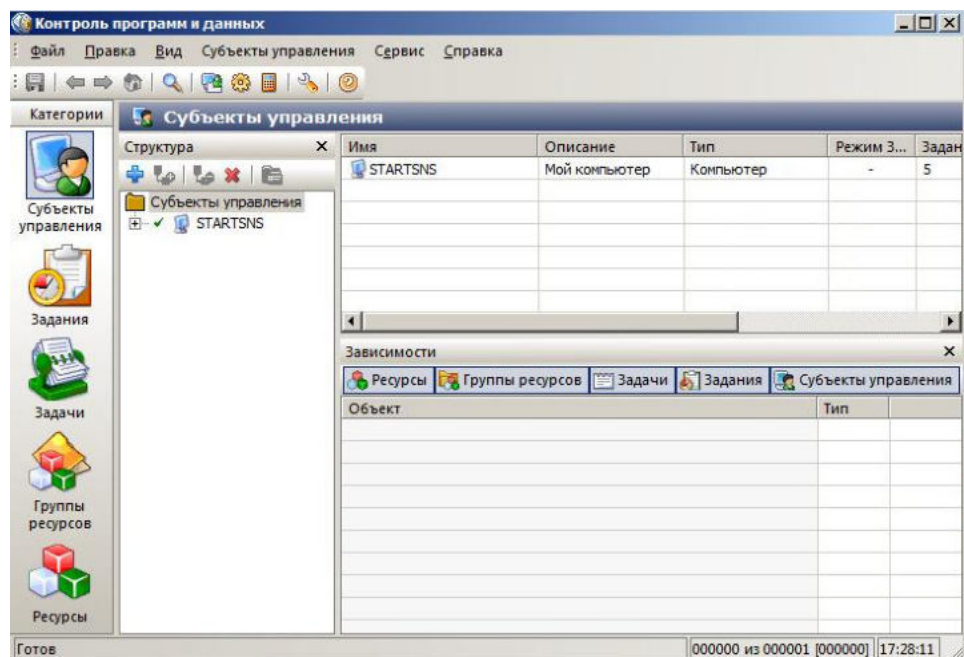 Контроль программ и данных
Файл Правка Вид Субъекты управления Сервис Справка
Категории
Субъекты управления
Структура
Имя Описание Тип Режим З... Задан
STARTSNS Мой компьютер Компьютер - 5
Субъекты управления
STARTSNS
Субъекты
управления
Задания
Задачи
Группы
ресурсов
Ресурсы
Зависимости
Ресурсы Группы ресурсов Задачи Задания Субъекты управления
Объект Тип
Готов
000000 из 000001 [000000] 17:28:11